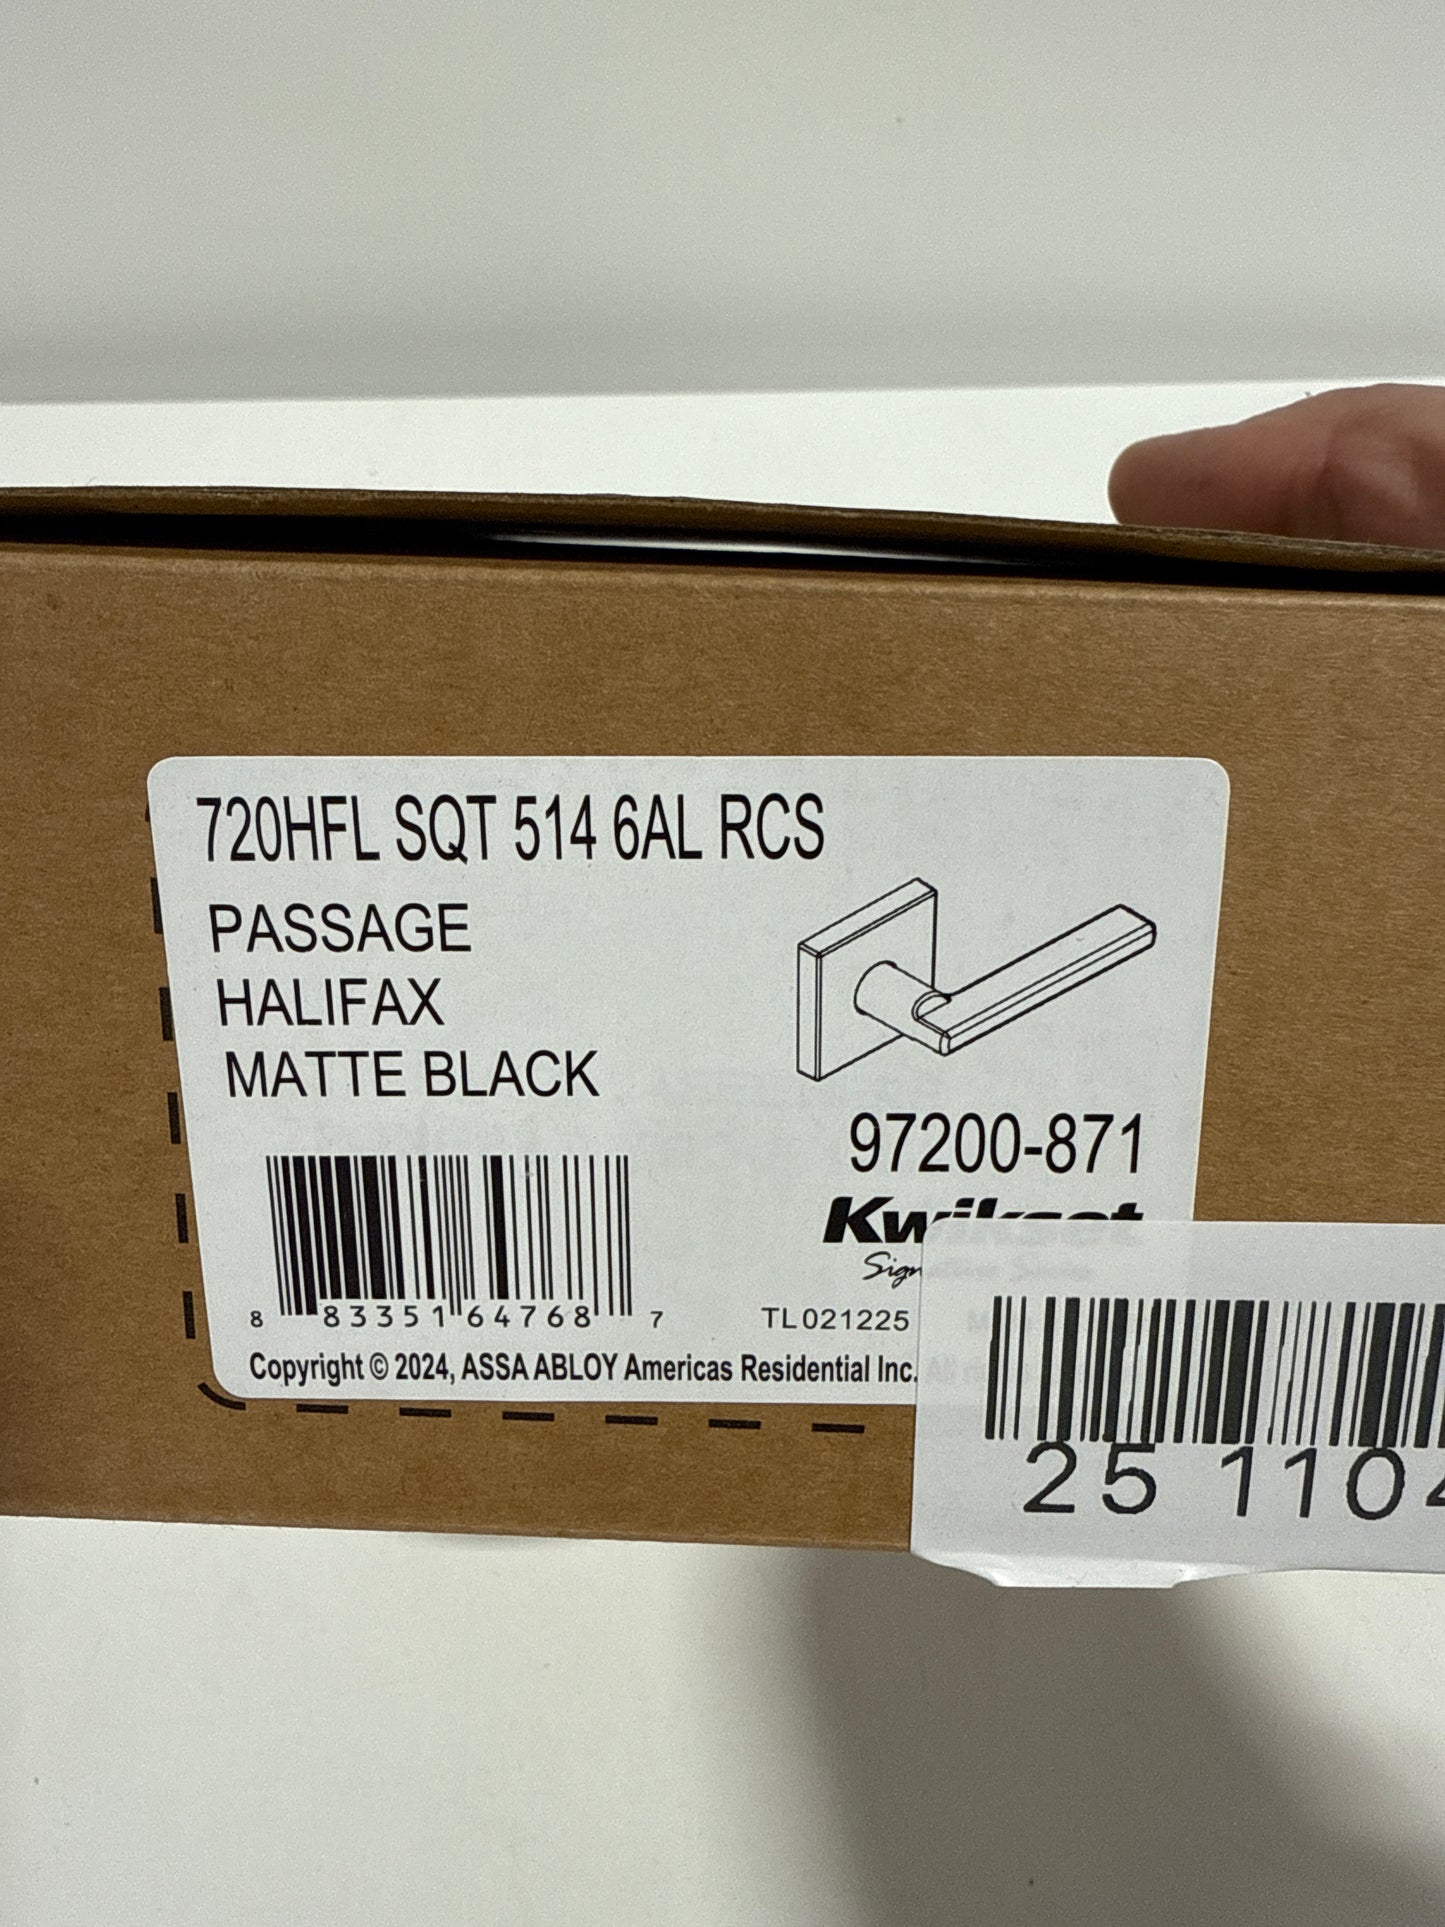 720HFL SQT 514 6AL RCS
PASSAGE
HALIFAX
MATTE BLACK
97200-871
Kwikset
8 83351 64768 7
TL021225
Copyright © 2024, ASSA ABLOY Americas Residential Inc.
25 1104